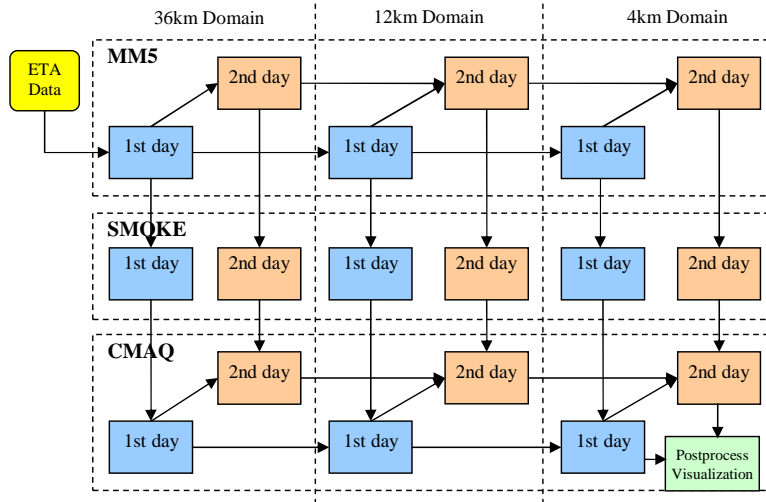 36km Domain
12km Domain
4km Domain
MM5
ETA
Data
2nd day
2nd day
2nd day
1st day
1st day
1st day
SMOKE
1st day
2nd day
1st day
2nd day
1st day
2nd day
CMAQ
2nd day
2nd day
2nd day
1st day
1st day
1st day
Postprocess
Visualization